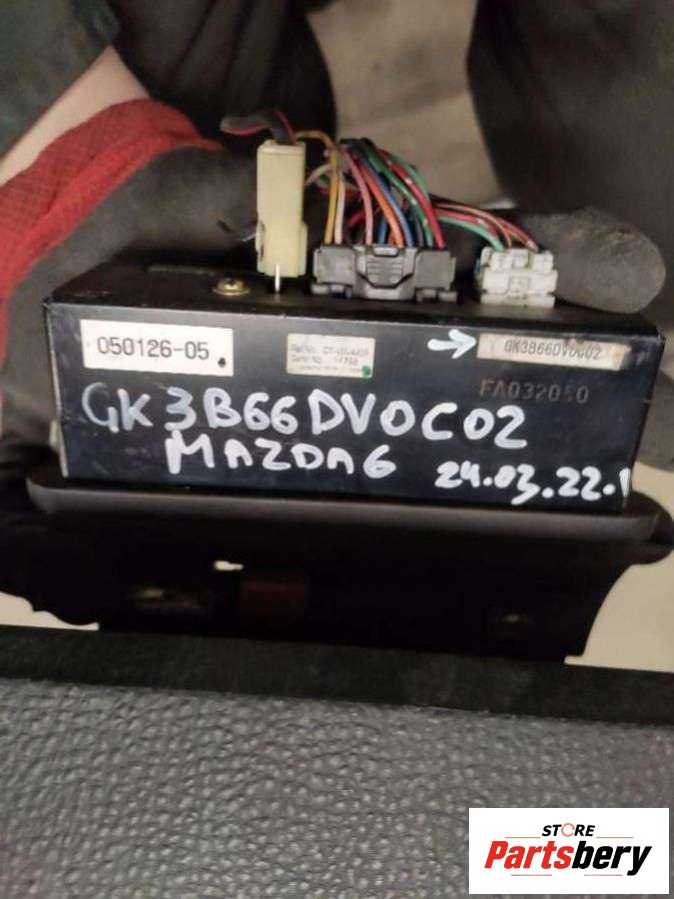 050126-05
GK3B66DV0C02
FA032050
GK3B66DV0C02
MAZDA6 24.03.22.
STORE
Partsbery